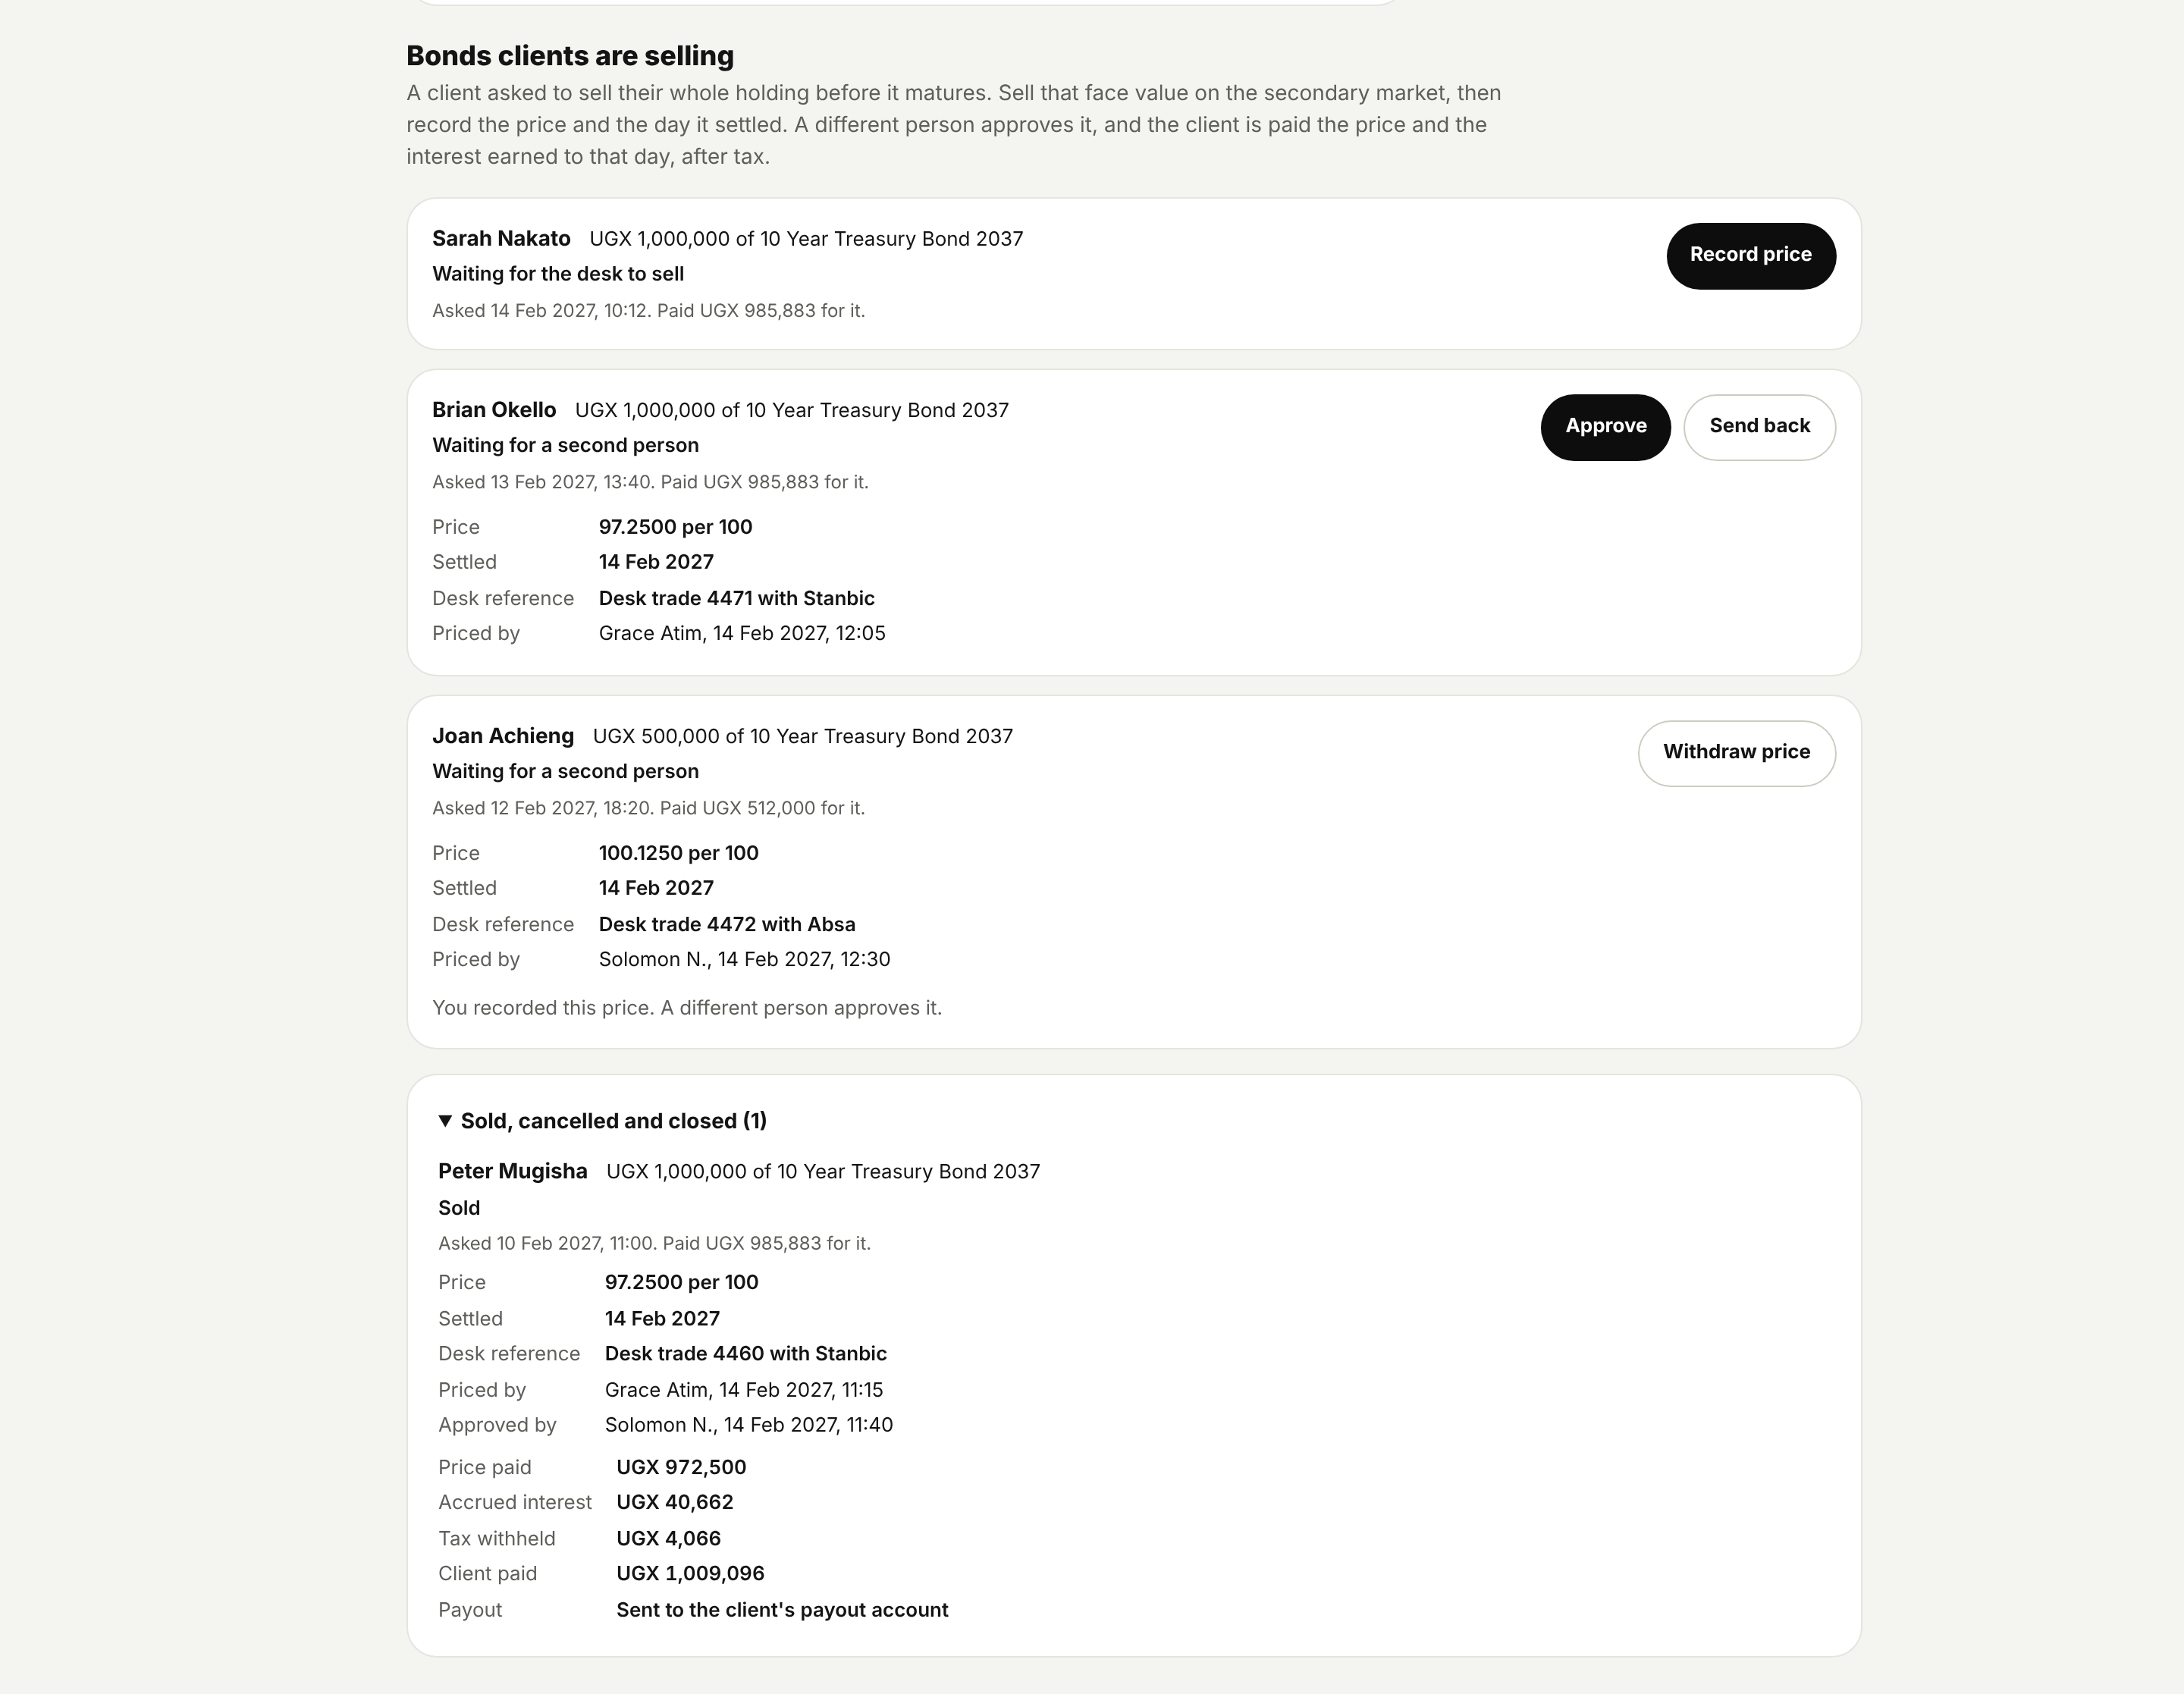 Bonds clients are selling
A client asked to sell their whole holding before it matures. Sell that face value on the secondary market, then
record the price and the day it settled. A different person approves it, and the client is paid the price and the
interest earned to that day, after tax.
Sarah Nakato UGX 1,000,000 of 10 Year Treasury Bond 2037
Record price
Waiting for the desk to sell
Asked 14 Feb 2027, 10:12. Paid UGX 985,883 for it.
Brian Okello UGX 1,000,000 of 10 Year Treasury Bond 2037
Approve Send back
Waiting for a second person
Asked 13 Feb 2027, 13:40. Paid UGX 985,883 for it.
Price 97.2500 per 100
Settled 14 Feb 2027
Desk reference Desk trade 4471 with Stanbic
Priced by Grace Atim, 14 Feb 2027, 12:05
Joan Achieng UGX 500,000 of 10 Year Treasury Bond 2037
Withdraw price
Waiting for a second person
Asked 12 Feb 2027, 18:20. Paid UGX 512,000 for it.
Price 100.1250 per 100
Settled 14 Feb 2027
Desk reference Desk trade 4472 with Absa
Priced by Solomon N., 14 Feb 2027, 12:30
You recorded this price. A different person approves it.
▼ Sold, cancelled and closed (1)
Peter Mugisha UGX 1,000,000 of 10 Year Treasury Bond 2037
Sold
Asked 10 Feb 2027, 11:00. Paid UGX 985,883 for it.
Price 97.2500 per 100
Settled 14 Feb 2027
Desk reference Desk trade 4460 with Stanbic
Priced by Grace Atim, 14 Feb 2027, 11:15
Approved by Solomon N., 14 Feb 2027, 11:40
Price paid UGX 972,500
Accrued interest UGX 40,662
Tax withheld UGX 4,066
Client paid UGX 1,009,096
Payout Sent to the client's payout account